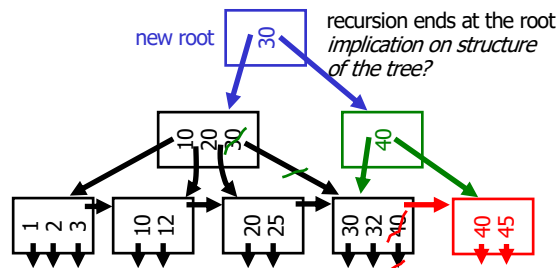 new root
30
recursion ends at the root
implication on structure
of the tree?
10 20 30
40
1 2 3
10 12
20 25
30 32 40
40 45